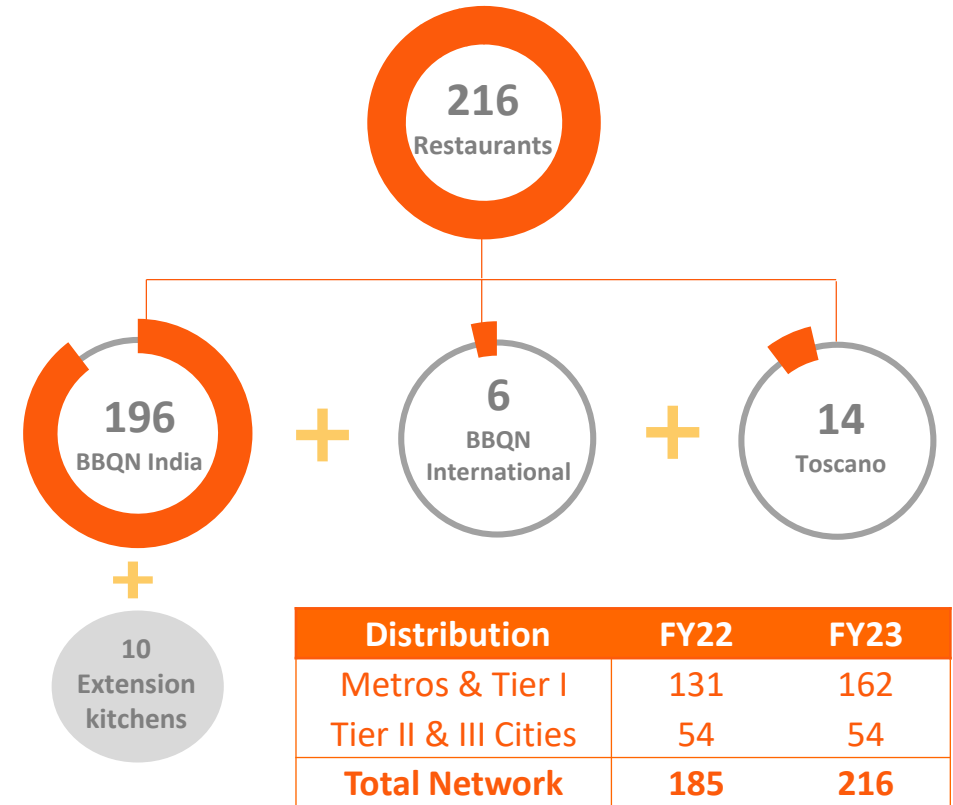 216
Restaurants
196
BBQN India
+
6
BBQN
International
+
14
Toscano
+
10
Extension
kitchens
Distribution FY22 FY23
Metros & Tier I 131 162
Tier II & III Cities 54 54
Total Network 185 216